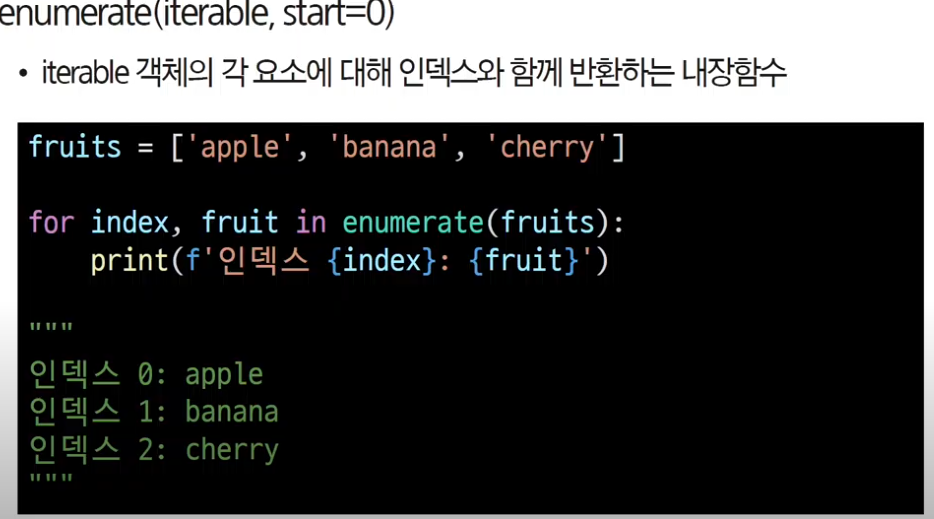 enumerate(iterable, start=0)
• iterable 객체의 각 요소에 대해 인덱스와 함께 반환하는 내장함수
fruits = ['apple', 'banana', 'cherry']
for index, fruit in enumerate(fruits):
    print(f'인덱스 {index}: {fruit}')
"""
인덱스 0: apple
인덱스 1: banana
인덱스 2: cherry
"""